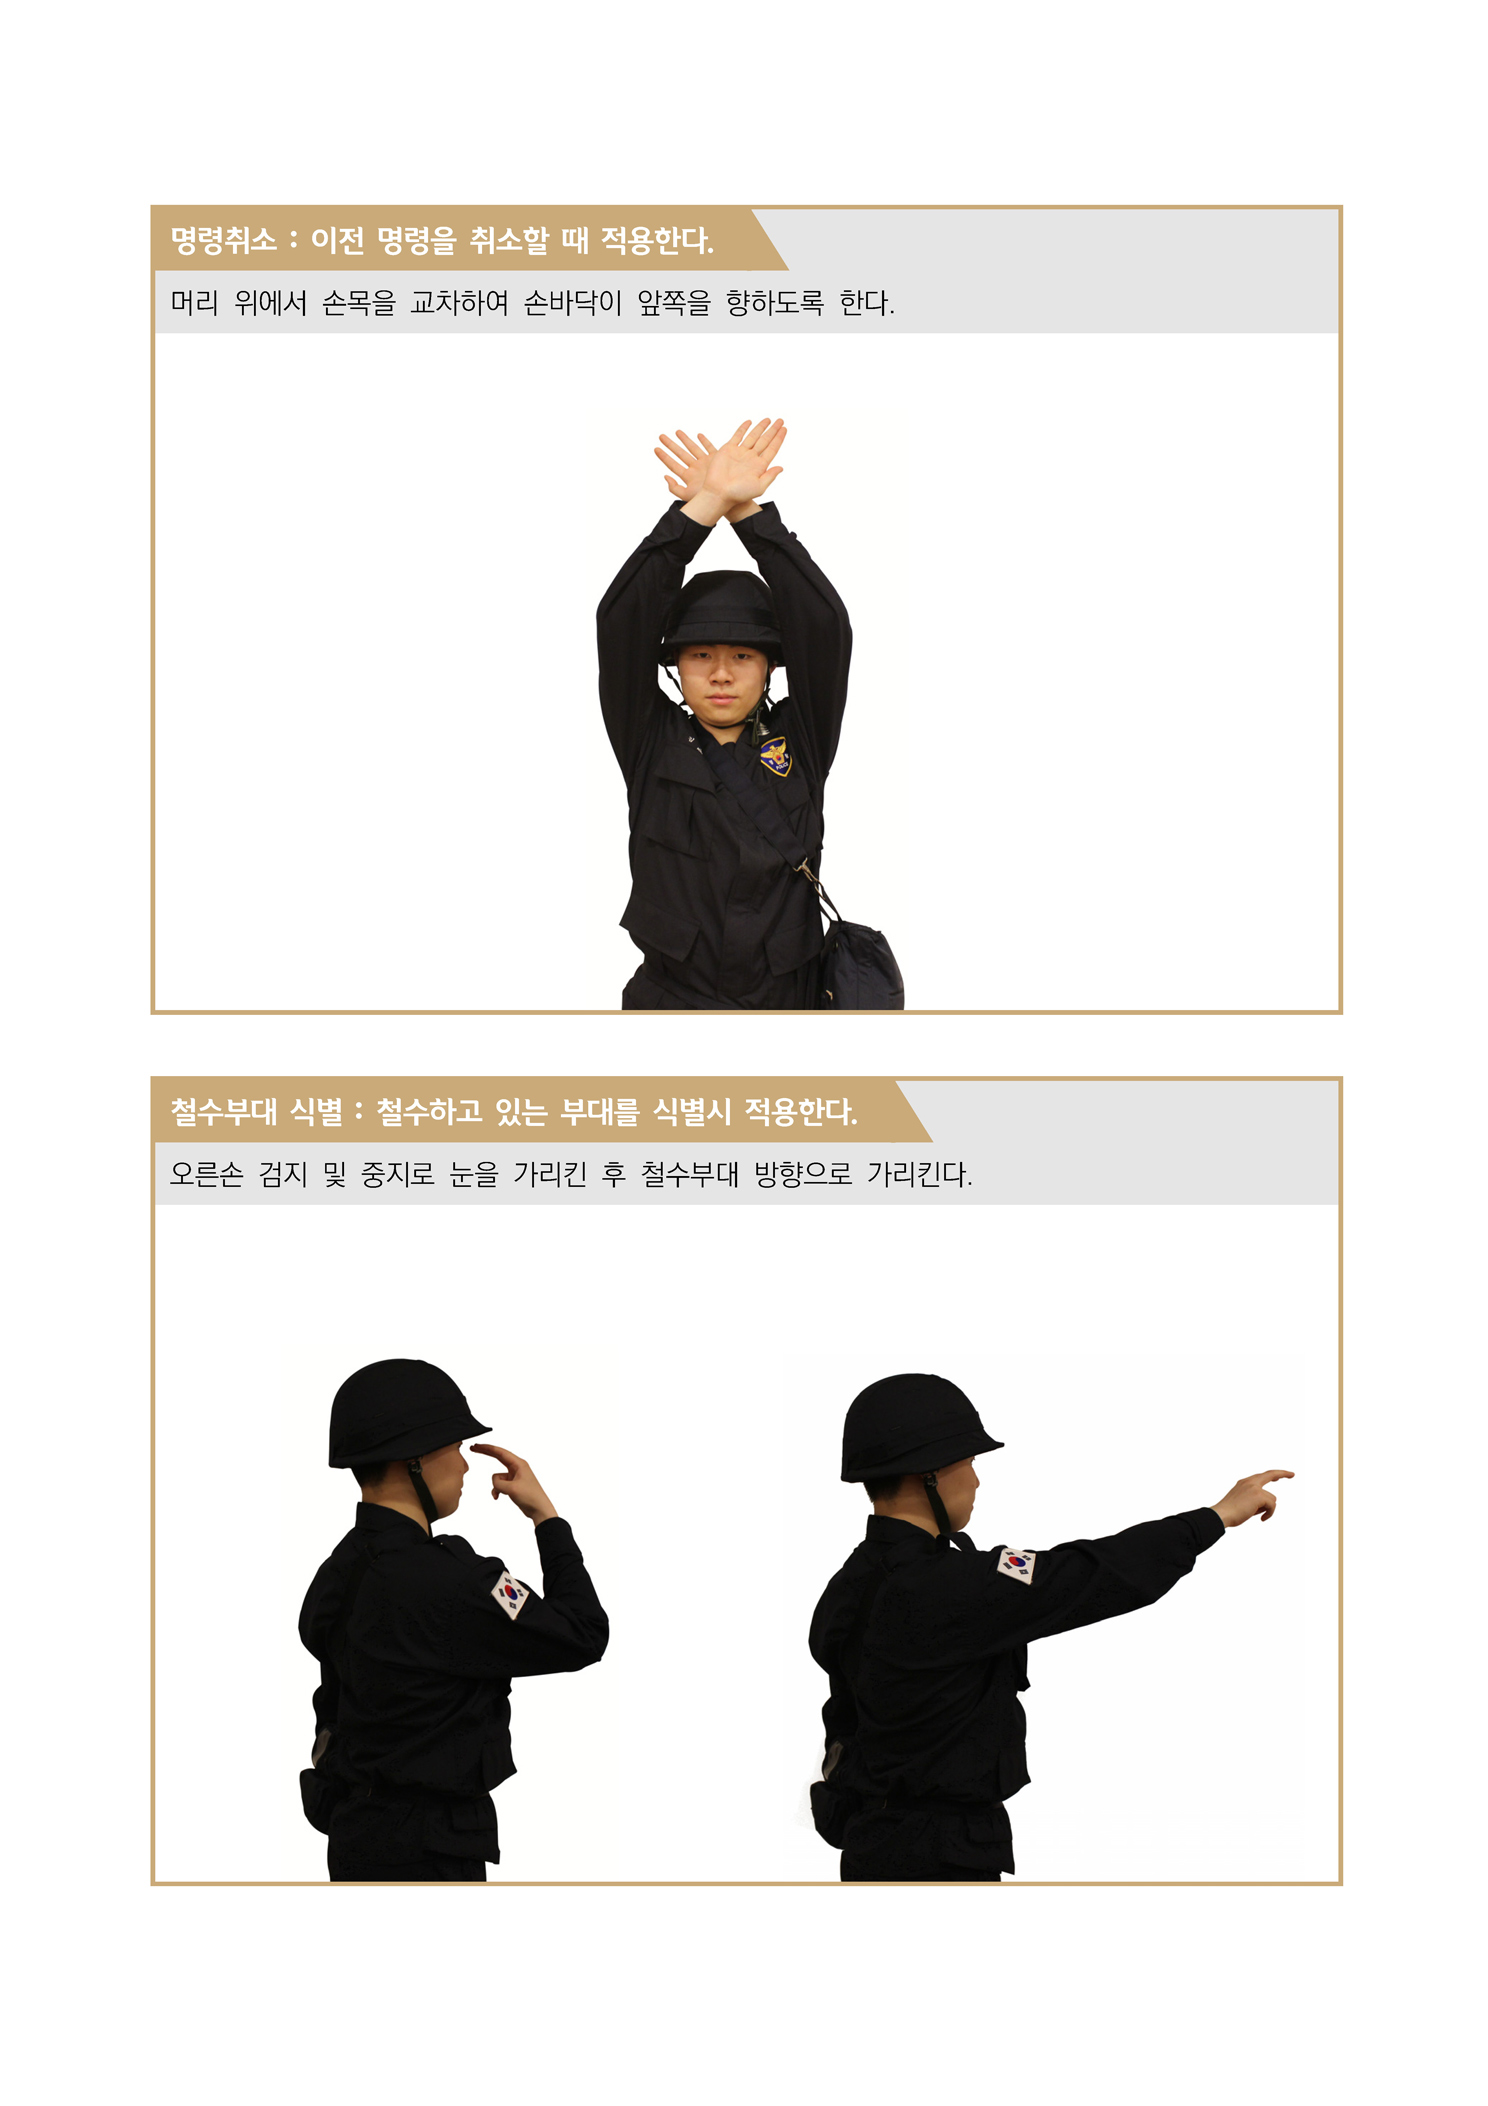 명령취소 : 이전 명령을 취소할 때 적용한다.
머리 위에서 손목을 교차하여 손바닥이 앞쪽을 향하도록 한다.
POLICE
철수부대 식별 : 철수하고 있는 부대를 식별시 적용한다.
오른손 검지 및 중지로 눈을 가리킨 후 철수부대 방향으로 가리킨다.